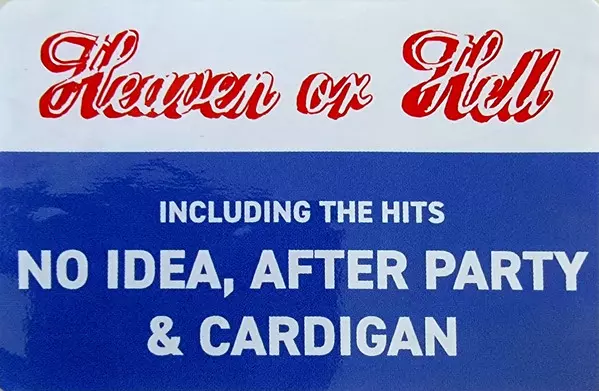 Heaven or Hell
INCLUDING THE HITS
NO IDEA, AFTER PARTY
& CARDIGAN